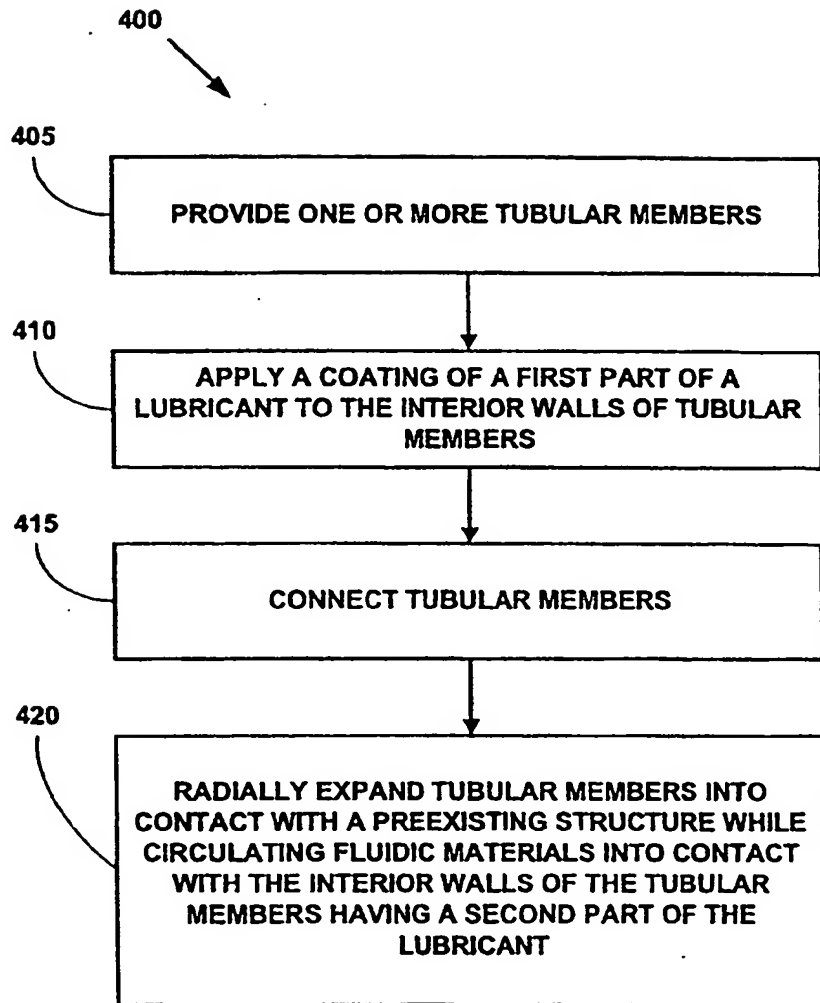 400
405
PROVIDE ONE OR MORE TUBULAR MEMBERS
410
APPLY A COATING OF A FIRST PART OF A
LUBRICANT TO THE INTERIOR WALLS OF TUBULAR
MEMBERS
415
CONNECT TUBULAR MEMBERS
420
RADIALLY EXPAND TUBULAR MEMBERS INTO
CONTACT WITH A PREEXISTING STRUCTURE WHILE
CIRCULATING FLUIDIC MATERIALS INTO CONTACT
WITH THE INTERIOR WALLS OF THE TUBULAR
MEMBERS HAVING A SECOND PART OF THE
LUBRICANT